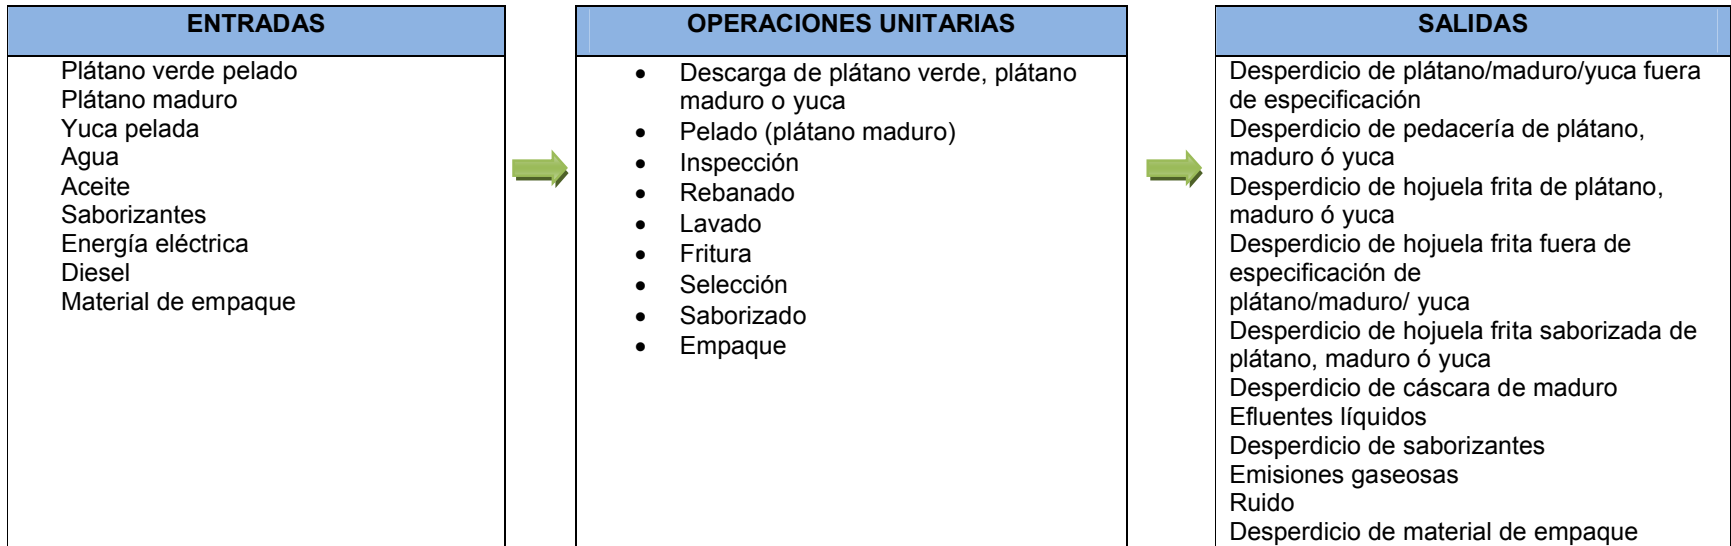 ENTRADAS
Plátano verde pelado
Plátano maduro
Yuca pelada
Agua
Aceite
Saborizantes
Energía eléctrica
Diesel
Material de empaque
OPERACIONES UNITARIAS
• Descarga de plátano verde, plátano
maduro o yuca
• Pelado (plátano maduro)
• Inspección
• Rebanado
• Lavado
• Fritura
• Selección
• Saborizado
• Empaque
SALIDAS
Desperdicio de plátano/maduro/yuca fuera
de especificación
Desperdicio de pedacería de plátano,
maduro ó yuca
Desperdicio de hojuela frita de plátano,
maduro ó yuca
Desperdicio de hojuela frita fuera de
especificación de
plátano/maduro/ yuca
Desperdicio de hojuela frita saborizada de
plátano, maduro ó yuca
Desperdicio de cáscara de maduro
Efluentes líquidos
Desperdicio de saborizantes
Emisiones gaseosas
Ruido
Desperdicio de material de empaque